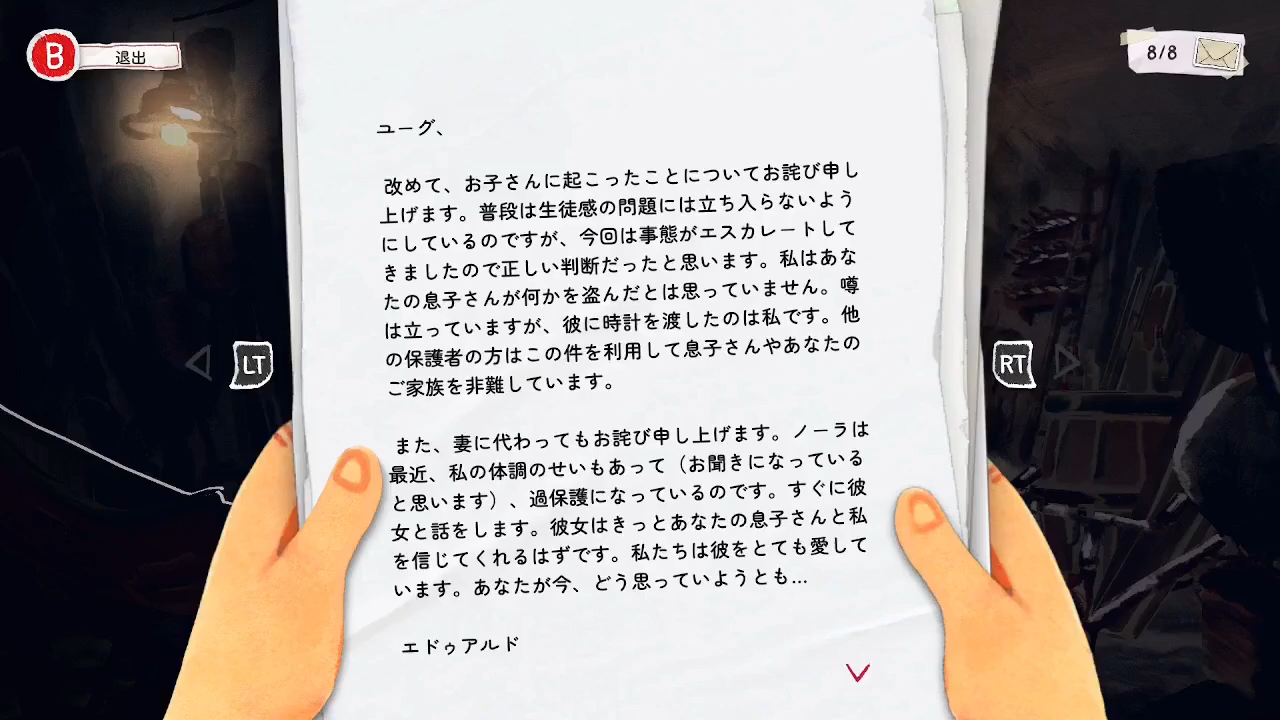 B 退出
8/8
ユーグ、
改めて、お子さんに起こったことについてお詫び申し
上げます。普段は生徒感の問題には立ち入らないよう
にしているのですが、今回は事態がエスカレートして
きましたので正しい判断だったと思います。私はあな
たの息子さんが何かを盗んだとは思っていません。噂
は立っていますが、彼に時計を渡したのは私です。他
の保護者の方はこの件を利用して息子さんやあなたの
ご家族を非難しています。
また、妻に代わってもお詫び申し上げます。ノーラは
最近、私の体調のせいもあって（お聞きになっている
と思います）、過保護になっているのです。すぐに彼
女と話をします。彼女はきっとあなたの息子さんと私
を信じてくれるはずです。私たちは彼をとても愛して
います。あなたが今、どう思っていようとも...
エドゥアルド
LT
RT